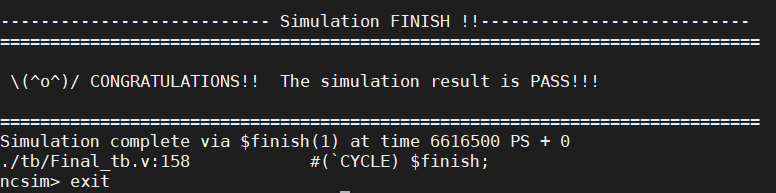 --------------------------- Simulation FINISH !!---------------------------
============================================================================
\(^o^)/ CONGRATULATIONS!!  The simulation result is PASS!!!
============================================================================
Simulation complete via $finish(1) at time 6616500 PS + 0
./tb/Final_tb.v:158            #(`CYCLE) $finish;
ncsim> exit